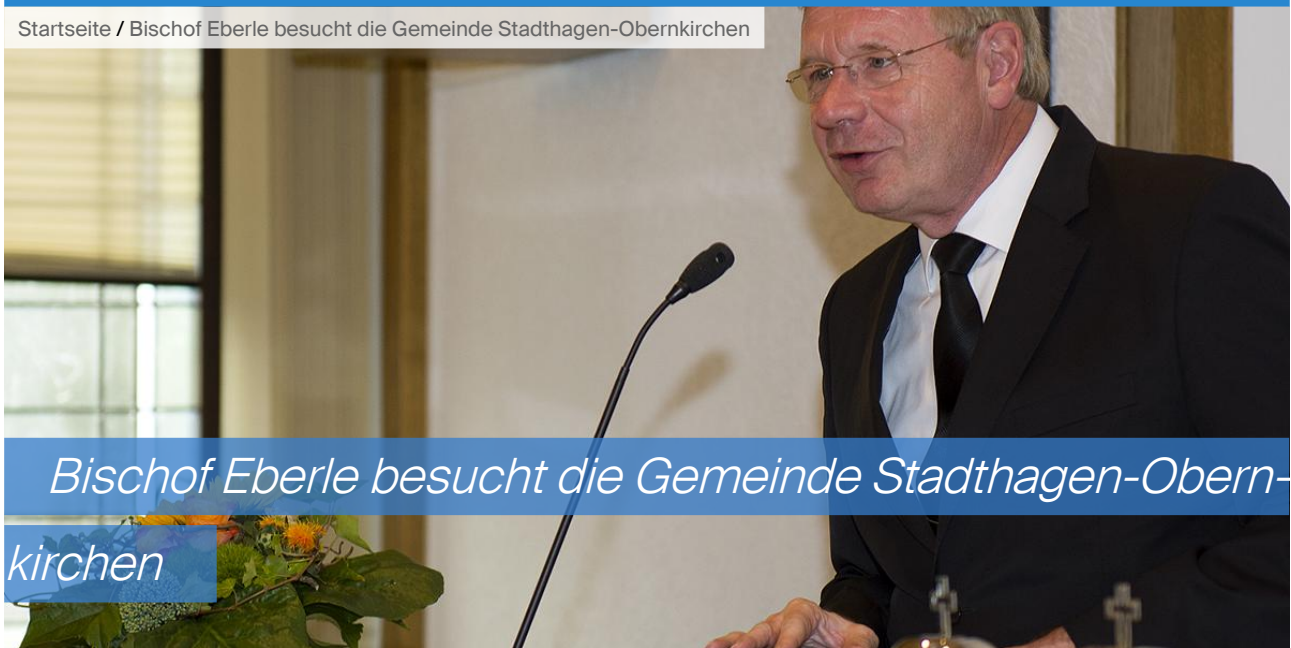 Startseite / Bischof Eberle besucht die Gemeinde Stadthagen-Obernkirchen
Bischof Eberle besucht die Gemeinde Stadthagen-Obern-
kirchen